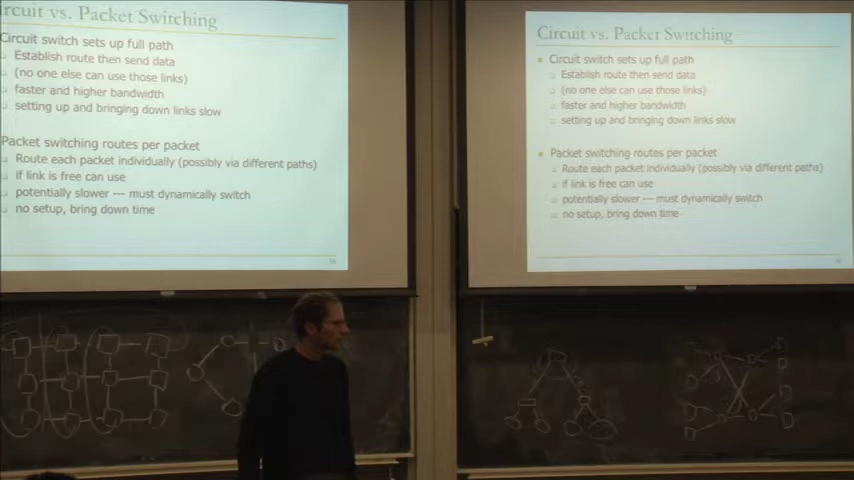 rcuit vs. Packet Switching
Circuit switch sets up full path
Establish route then send data
(no one else can use those links)
faster and higher bandwidth
setting up and bringing down links slow
Packet switching routes per packet
Route each packet individually (possibly via different paths)
if link is free can use
potentially slower --- must dynamically switch
no setup, bring down time
Circuit vs. Packet Switching
Circuit switch sets up full path
Establish route then send data
(no one else can use those links)
faster and higher bandwidth
setting up and bringing down links slow
Packet switching routes per packet
Route each packet individually (possibly via different paths)
if link is free can use
potentially slower --- must dynamically switch
no setup, bring down time